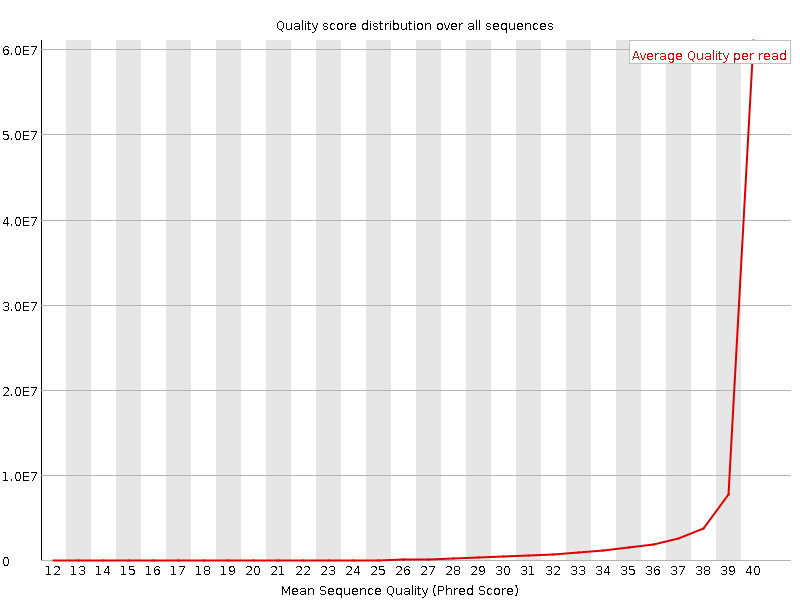 Quality score distribution over all sequences
Average Quality per read
6.0E7
5.0E7
4.0E7
3.0E7
2.0E7
1.0E7
0
12 13 14 15 16 17 18 19 20 21 22 23 24 25 26 27 28 29 30 31 32 33 34 35 36 37 38 39 40
Mean Sequence Quality (Phred Score)